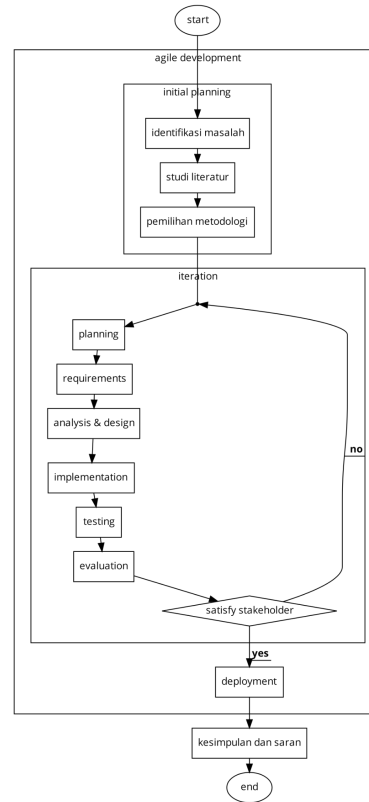 start
agile development
initial planning
identifikasi masalah
studi literatur
pemilihan metodologi
iteration
planning
requirements
analysis & design
no
implementation
testing
evaluation
satisfy stakeholder
yes
deployment
kesimpulan dan saran
end